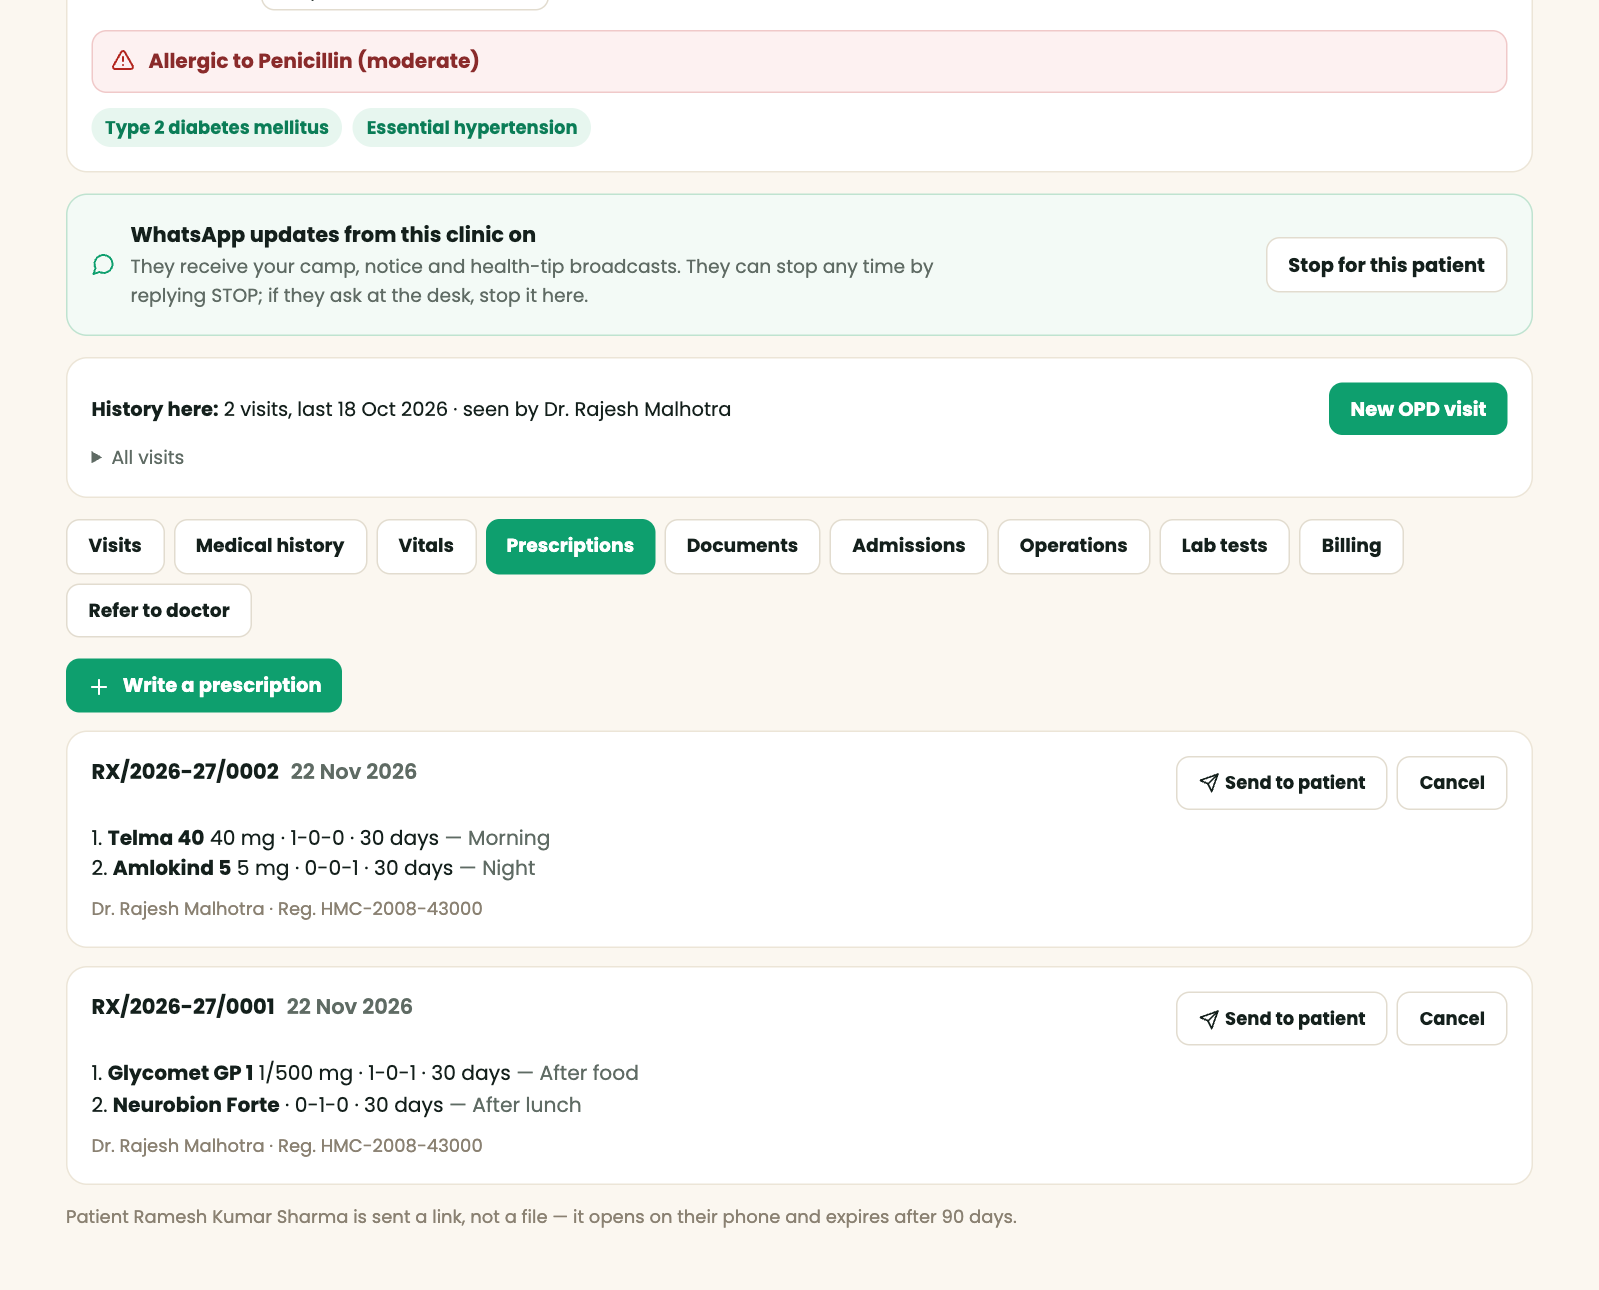 Allergic to Penicillin (moderate)
Type 2 diabetes mellitus
Essential hypertension
WhatsApp updates from this clinic on
They receive your camp, notice and health-tip broadcasts. They can stop any time by
replying STOP; if they ask at the desk, stop it here.
Stop for this patient
History here: 2 visits, last 18 Oct 2026 · seen by Dr. Rajesh Malhotra
New OPD visit
All visits
Visits
Medical history
Vitals
Prescriptions
Documents
Admissions
Operations
Lab tests
Billing
Refer to doctor
Write a prescription
RX/2026-27/0002 22 Nov 2026
Send to patient
Cancel
1. Telma 40 40 mg · 1-0-0 · 30 days — Morning
2. Amlokind 5 5 mg · 0-0-1 · 30 days — Night
Dr. Rajesh Malhotra · Reg. HMC-2008-43000
RX/2026-27/0001 22 Nov 2026
Send to patient
Cancel
1. Glycomet GP 1 1/500 mg · 1-0-1 · 30 days — After food
2. Neurobion Forte · 0-1-0 · 30 days — After lunch
Dr. Rajesh Malhotra · Reg. HMC-2008-43000
Patient Ramesh Kumar Sharma is sent a link, not a file — it opens on their phone and expires after 90 days.